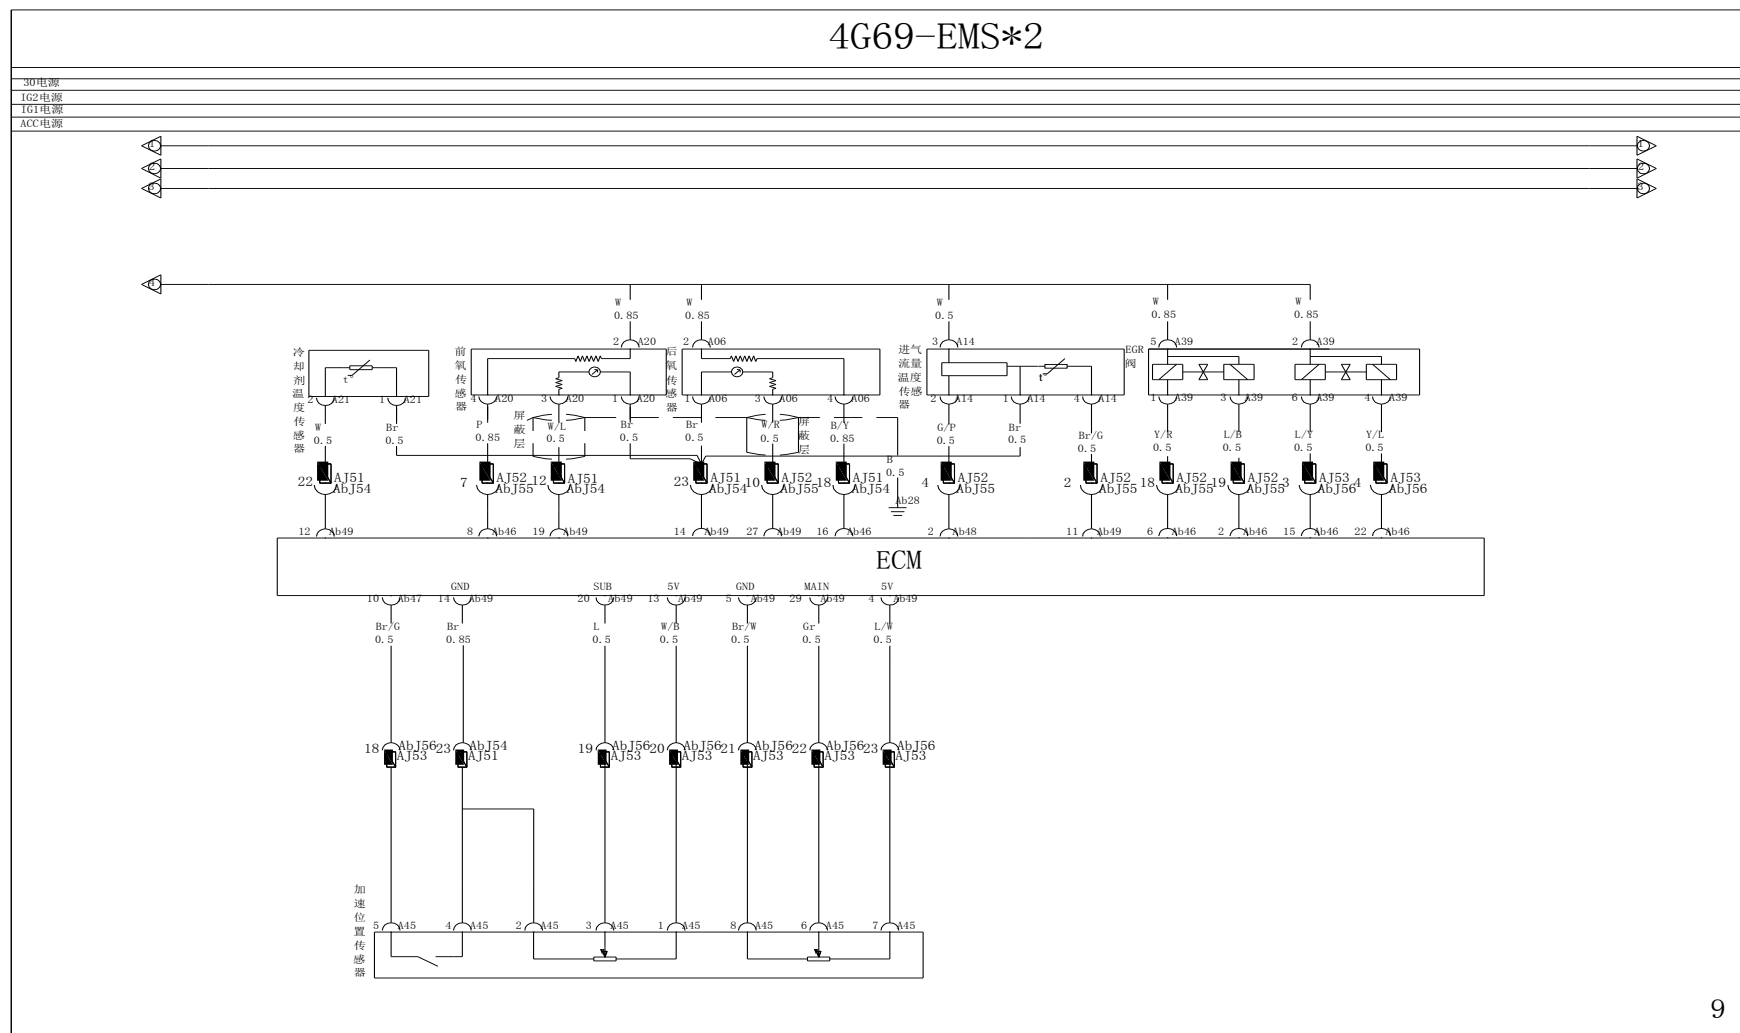 4G69-EMS*2
30电源
IG2电源
IG1电源
ACC电源
1 1
2 2
3 3
4
W W W W W
0.85 0.85 0.5 0.85 0.85
2 A20 2 A06 3 A14 5 A39 2 A39
冷却剂温度传感器
前氧传感器
后氧传感器
进气流量温度传感器
EGR阀
t° t°
2 A21 1 A21 4 A20 3 A20 1 A20 1 A06 3 A06 4 A06 2 A14 1 A14 4 A14 1 A39 3 A39 6 A39 4 A39
屏蔽层 屏蔽层
W Br P W/L Br Br W/R B/Y G/P Br Br/G Y/R L/B L/Y Y/L
0.5 0.5 0.85 0.5 0.5 0.5 0.5 0.85 0.5 0.5 0.5 0.5 0.5 0.5 0.5
B
0.5
AJ51 AJ52 AJ51 AJ51 AJ52 AJ51 AJ52 AJ52 AJ52 AJ52 AJ53 AJ53
22 AbJ54 7 AbJ55 12 AbJ54 23 AbJ54 10 AbJ55 18 AbJ54 4 AbJ55 2 AbJ55 18 AbJ55 19 AbJ55 3 AbJ56 4 AbJ56
Ab28
12 Ab49 8 Ab46 19 Ab49 14 Ab49 27 Ab49 16 Ab46 2 Ab48 11 Ab49 6 Ab46 2 Ab46 15 Ab46 22 Ab46
ECM
GND SUB 5V GND MAIN 5V
10 Ab47 14 Ab49 20 Ab49 13 Ab49 5 Ab49 29 Ab49 4 Ab49
Br/G Br L W/B Br/W Gr L/W
0.5 0.85 0.5 0.5 0.5 0.5 0.5
18 AbJ56 23 AbJ54 19 AbJ56 20 AbJ56 21 AbJ56 22 AbJ56 23 AbJ56
AJ53 AJ51 AJ53 AJ53 AJ53 AJ53 AJ53
加速位置传感器
5 A45 4 A45 2 A45 3 A45 1 A45 8 A45 6 A45 7 A45
9